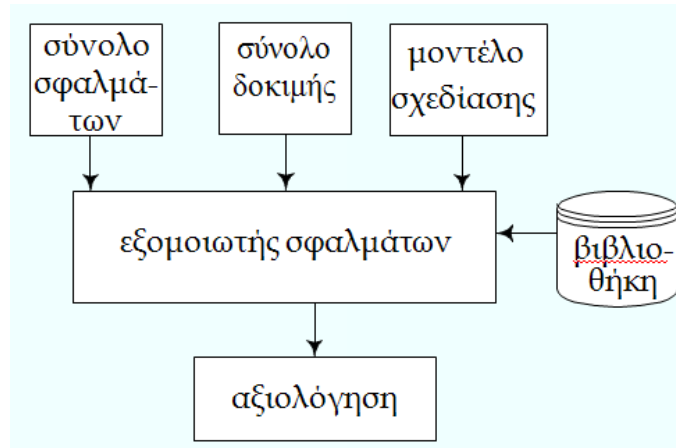 σύνολο
σφαλμά-
των
σύνολο
δοκιμής
μοντέλο
σχεδίασης
εξομοιωτής σφαλμάτων
βιβλιο-
θήκη
αξιολόγηση